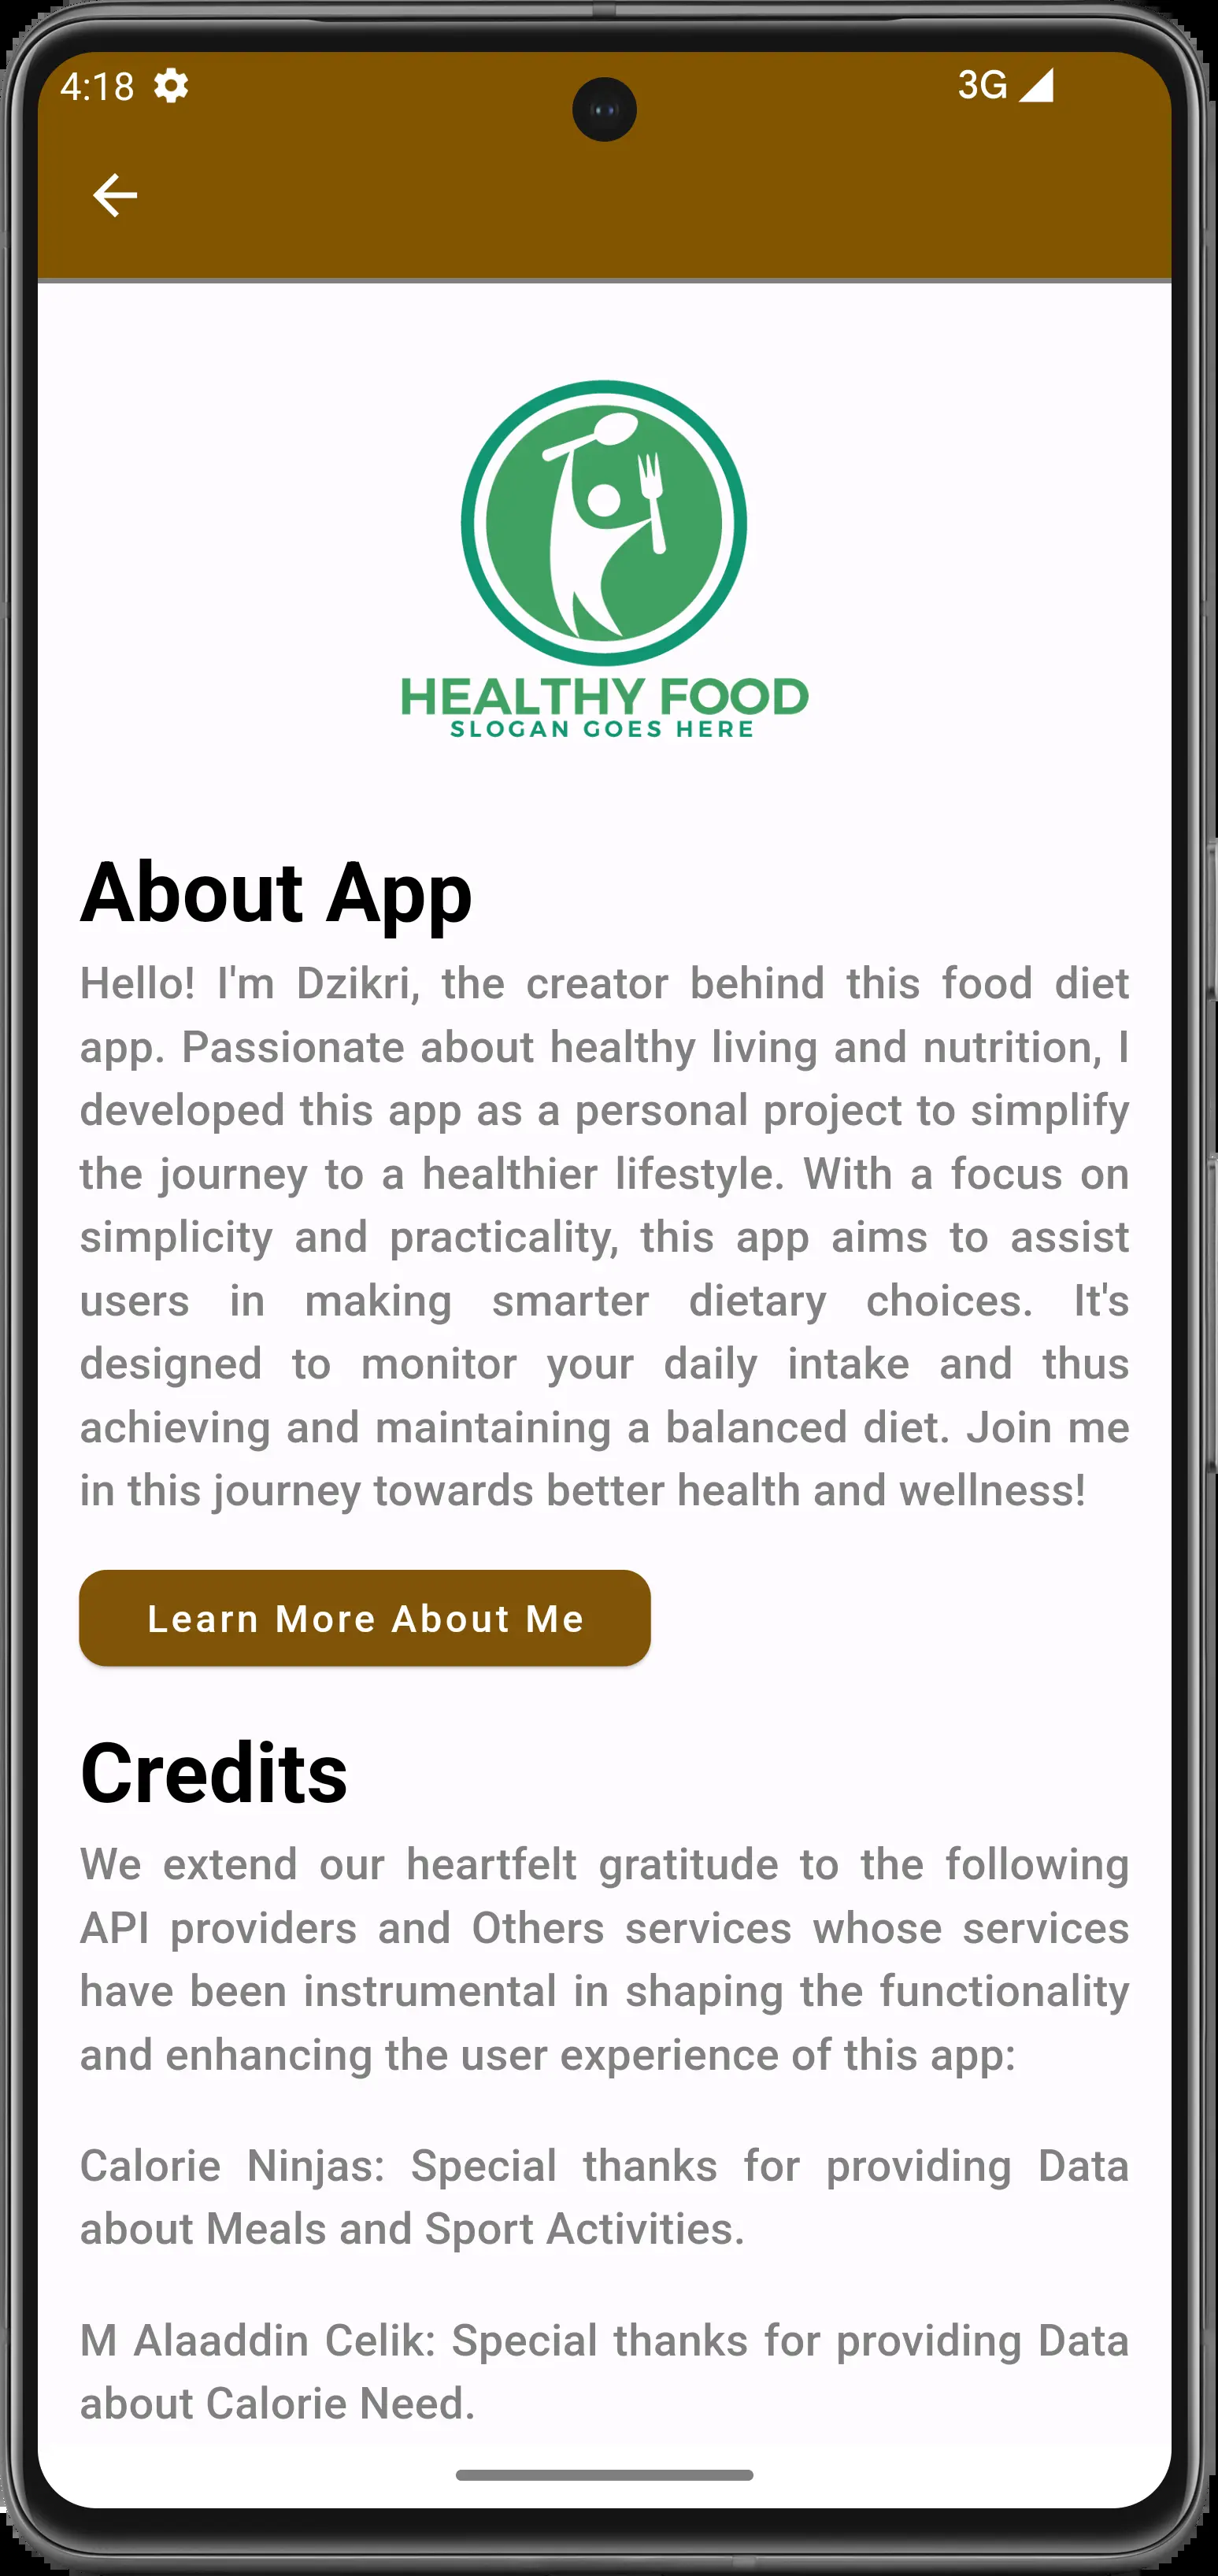 4:18 3G
HEALTHY FOOD
SLOGAN GOES HERE
About App
Hello! I'm Dzikri, the creator behind this food diet
app. Passionate about healthy living and nutrition, I
developed this app as a personal project to simplify
the journey to a healthier lifestyle. With a focus on
simplicity and practicality, this app aims to assist
users in making smarter dietary choices. It's
designed to monitor your daily intake and thus
achieving and maintaining a balanced diet. Join me
in this journey towards better health and wellness!
Learn More About Me
Credits
We extend our heartfelt gratitude to the following
API providers and Others services whose services
have been instrumental in shaping the functionality
and enhancing the user experience of this app:
Calorie Ninjas: Special thanks for providing Data
about Meals and Sport Activities.
M Alaaddin Celik: Special thanks for providing Data
about Calorie Need.